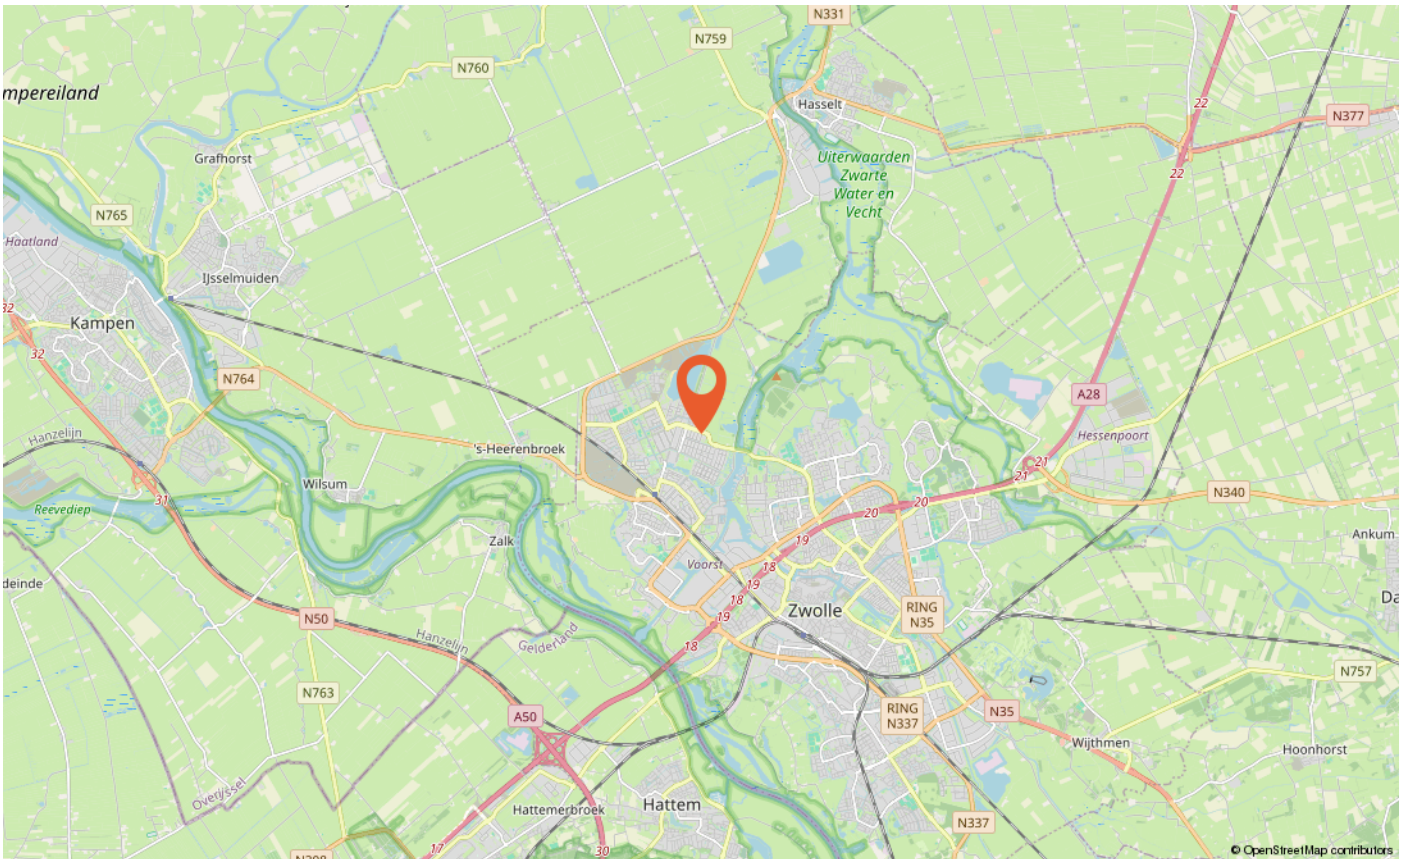 N331
N759
N760
mpereiland
22
Hasselt
N377
Grafhorst
Uiterwaarden
Zwarte
Water en
Vecht
22
N765
Haatland
IJsselmuiden
32
Kampen
32
N764
A28
Hanzelijn
's-Heerenbroek
Hessenpoort
21
21
Wilsum
31
N340
20
20
Reevediep
Zalk
19
Ankum
Voorst
18
deinde
19
18
Zwolle
Da
RING
N35
N50
19
Hanzelijn
Gelderland
18
N763
N757
A50
N35
RING
N337
Wijthmen
Hoonhorst
Overijssel
Hattemerbroek
Hattem
N337
17
30
N308
© OpenStreetMap contributors